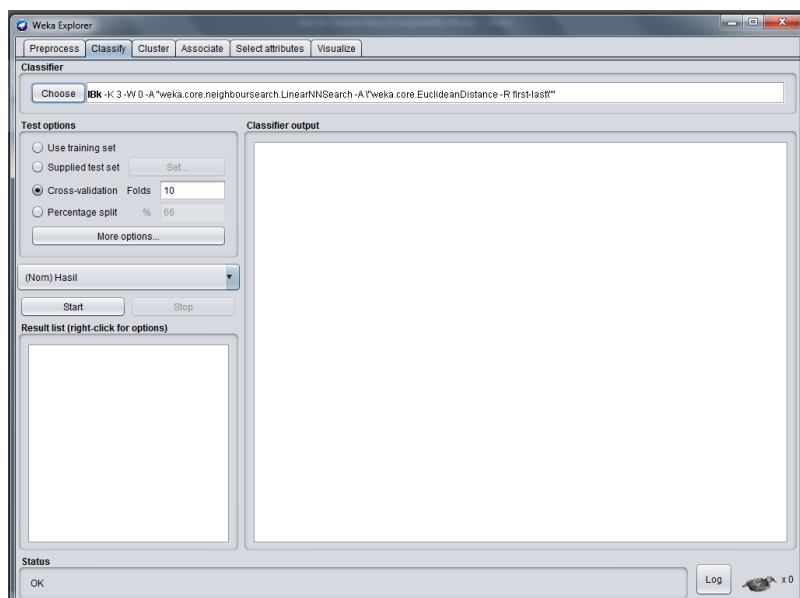 Weka Explorer
Preprocess Classify Cluster Associate Select attributes Visualize
Classifier
Choose IBk -K 3 -W 0 -A "weka.core.neighboursearch.LinearNNSearch -A \"weka.core.EuclideanDistance -R first-last\""
Test options
Use training set
Supplied test set Set...
Cross-validation Folds 10
Percentage split % 66
More options...
(Nom) Hasil
Start Stop
Result list (right-click for options)
Classifier output
Status
OK
Log x 0